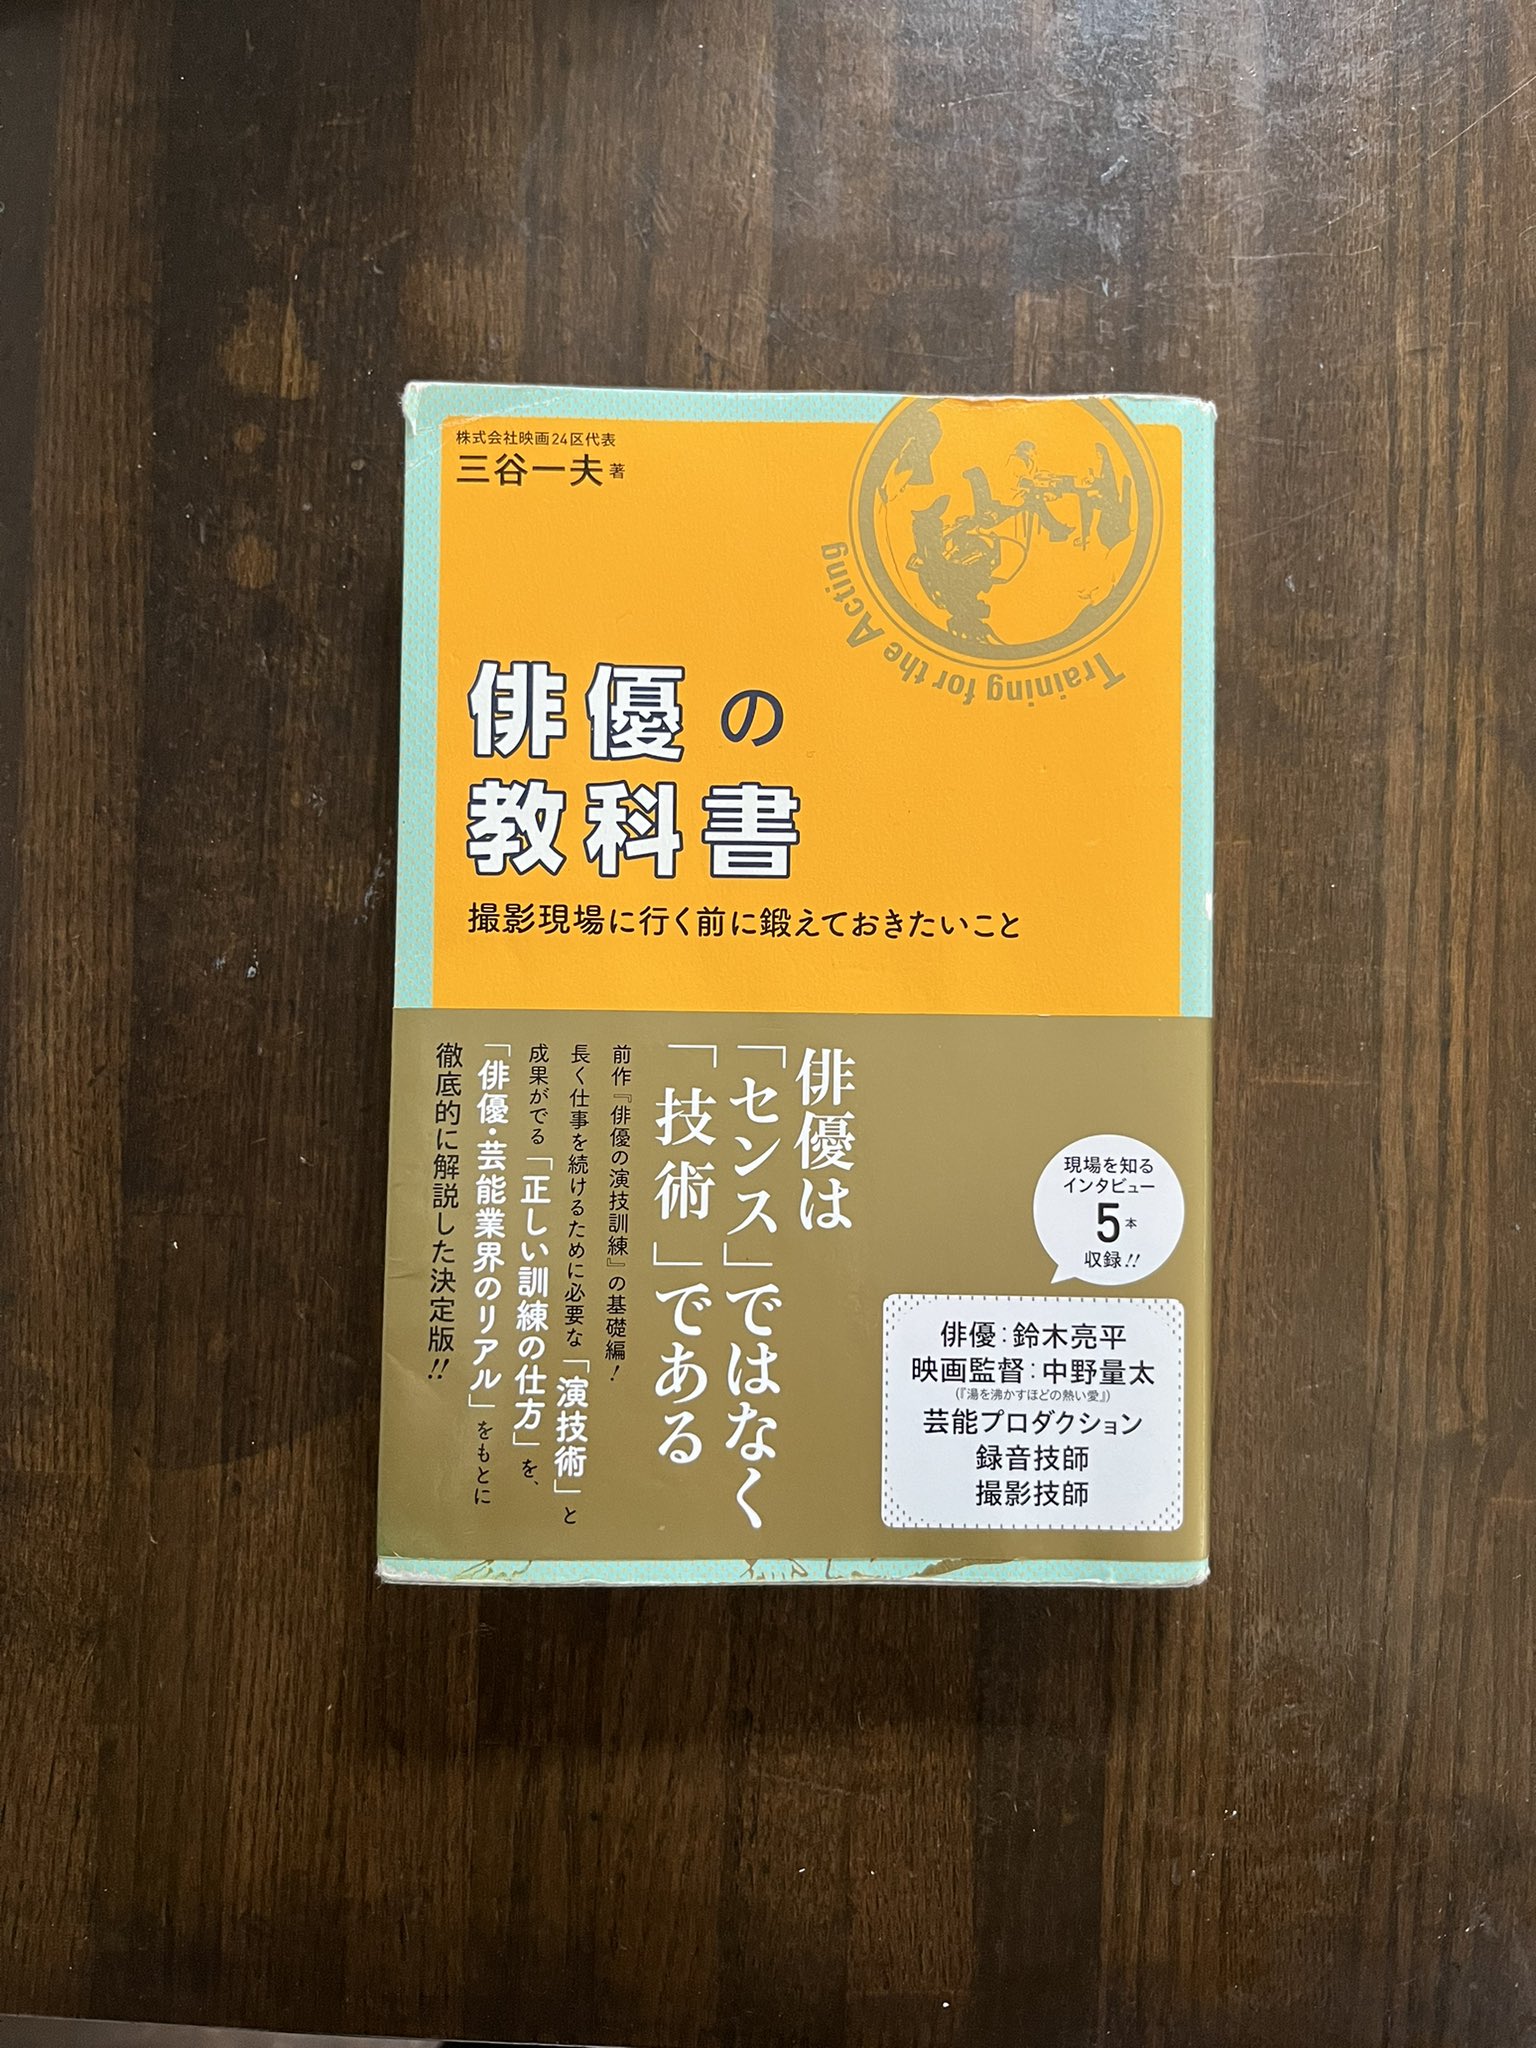 株式会社映画24区代表
三谷一夫 著
Training for the Acting
俳優の
教科書
撮影現場に行く前に鍛えておきたいこと
俳優は
「センス」ではなく
「技術」である
前作『俳優の演技訓練』の基礎編!
長く仕事を続けるために必要な「演技術」と
成果がでる「正しい訓練の仕方」を、
「俳優・芸能業界のリアル」をもとに
徹底的に解説した決定版!!
現場を知る
インタビュー
5本
収録!!
俳優:鈴木亮平
映画監督:中野量太
(『湯を沸かすほどの熱い愛』)
芸能プロダクション
録音技師
撮影技師